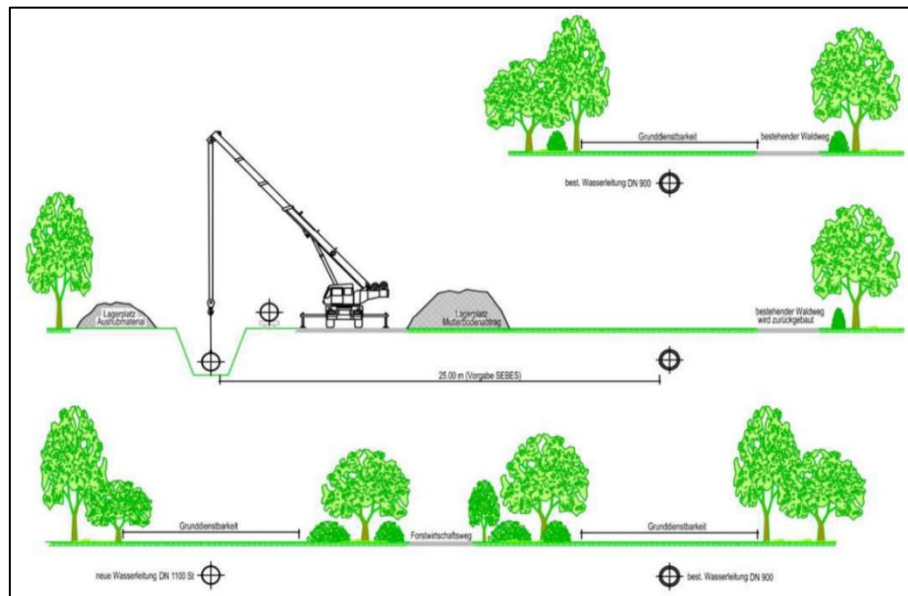 Grunddienstbarkeit
bestehender Waldweg
best. Wasserleitung DN 900
Lagerplatz
Aushubmaterial
Lagerplatz
Mutterbodenabtrag
bestehender Waldweg
wird zurückgebaut
25.00 m (Vorgabe SEBES)
Grunddienstbarkeit
Forstwirtschaftsweg
Grunddienstbarkeit
neue Wasserleitung DN 1100 St
best. Wasserleitung DN 900